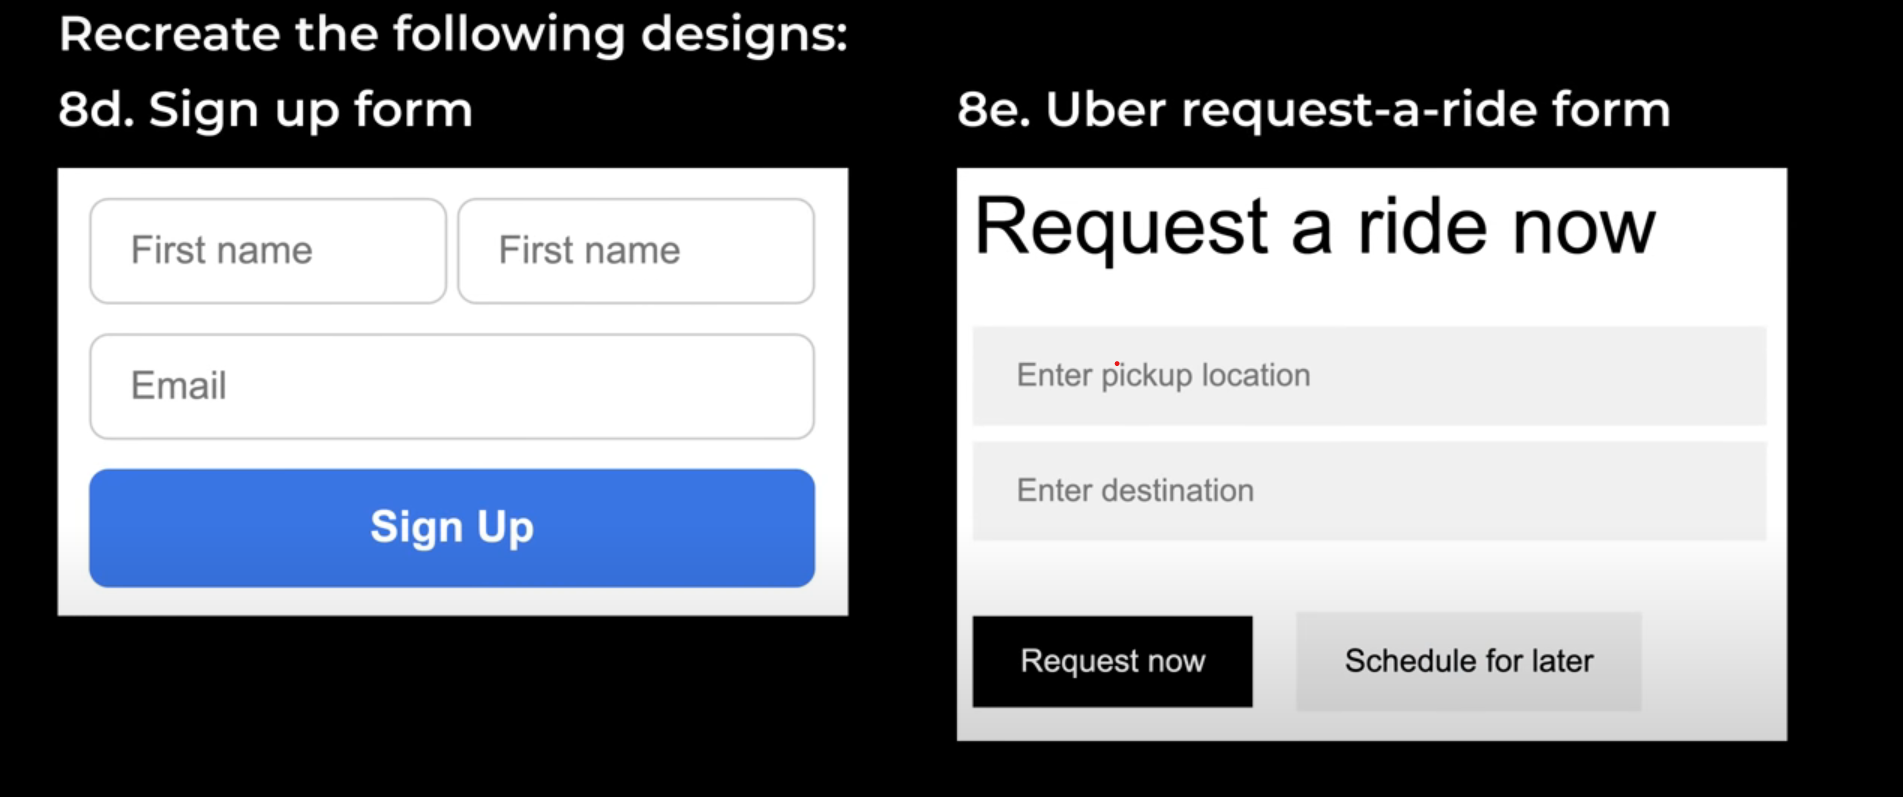 Recreate the following designs:
8d. Sign up form
First name
First name
Email
Sign Up
8e. Uber request-a-ride form
Request a ride now
Enter pickup location
Enter destination
Request now
Schedule for later